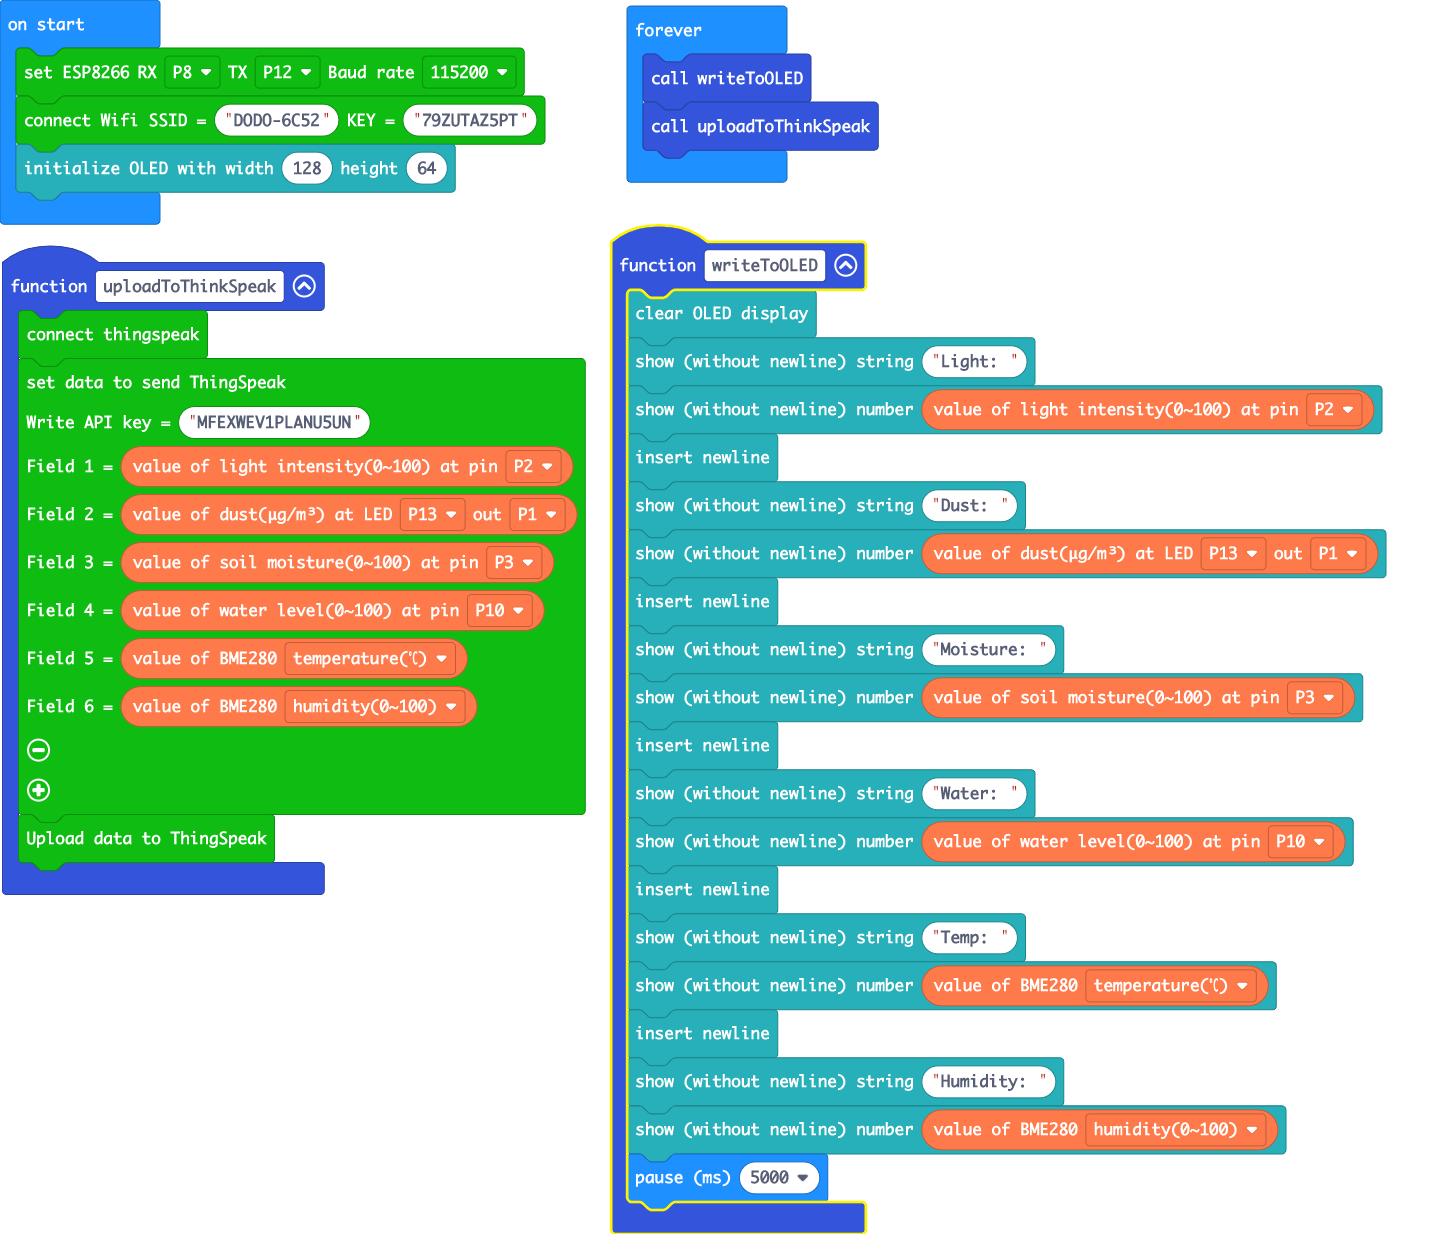 on start
set ESP8266 RX P8 TX P12 Baud rate 115200
connect Wifi SSID = "DODO-6C52" KEY = "79ZUTAZ5PT"
initialize OLED with width 128 height 64
forever
call writeToOLED
call uploadToThinkSpeak
function uploadToThinkSpeak
connect thingspeak
set data to send ThingSpeak
Write API key = "MFEXWEV1PLANU5UN"
Field 1 = value of light intensity(0~100) at pin P2
Field 2 = value of dust(μg/m³) at LED P13 out P1
Field 3 = value of soil moisture(0~100) at pin P3
Field 4 = value of water level(0~100) at pin P10
Field 5 = value of BME280 temperature(℃)
Field 6 = value of BME280 humidity(0~100)
Upload data to ThingSpeak
function writeToOLED
clear OLED display
show (without newline) string "Light: "
show (without newline) number value of light intensity(0~100) at pin P2
insert newline
show (without newline) string "Dust: "
show (without newline) number value of dust(μg/m³) at LED P13 out P1
insert newline
show (without newline) string "Moisture: "
show (without newline) number value of soil moisture(0~100) at pin P3
insert newline
show (without newline) string "Water: "
show (without newline) number value of water level(0~100) at pin P10
insert newline
show (without newline) string "Temp: "
show (without newline) number value of BME280 temperature(℃)
insert newline
show (without newline) string "Humidity: "
show (without newline) number value of BME280 humidity(0~100)
pause (ms) 5000